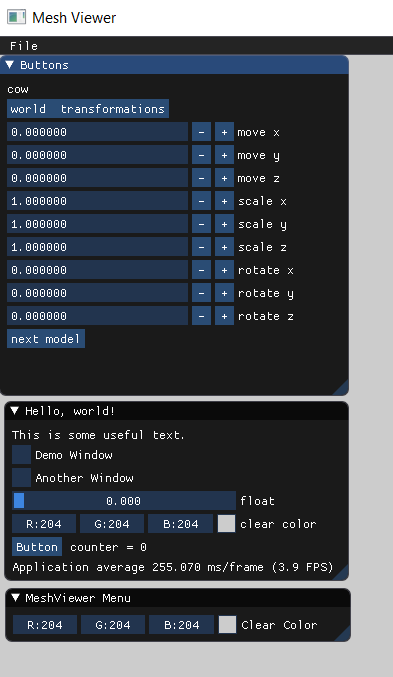 Mesh Viewer
File
Buttons
cow
world transformations
0.000000 - + move x
0.000000 - + move y
0.000000 - + move z
1.000000 - + scale x
1.000000 - + scale y
1.000000 - + scale z
0.000000 - + rotate x
0.000000 - + rotate y
0.000000 - + rotate z
next model
Hello, world!
This is some useful text.
Demo Window
Another Window
0.000 float
R:204 G:204 B:204 clear color
Button counter = 0
Application average 255.070 ms/frame (3.9 FPS)
MeshViewer Menu
R:204 G:204 B:204 Clear Color